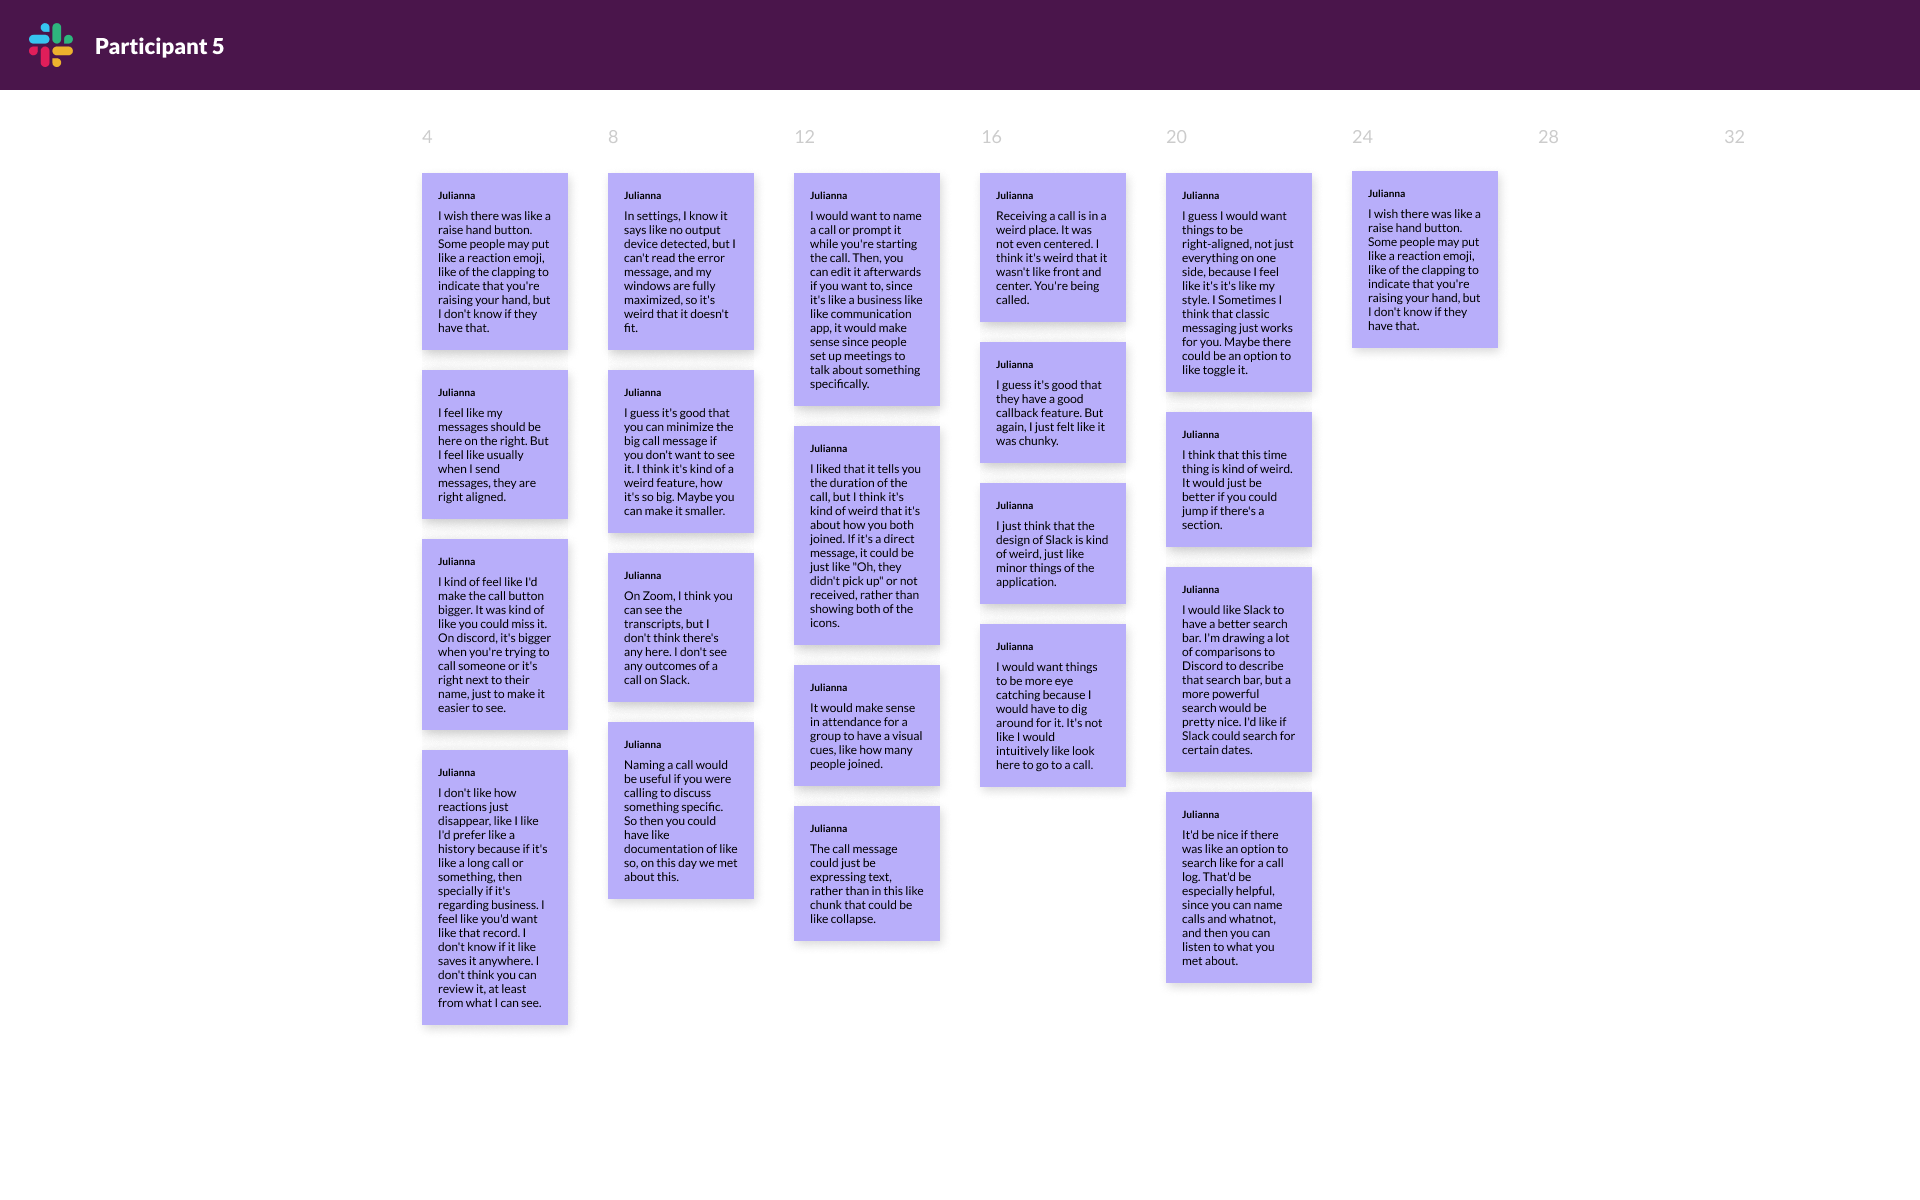 Participant 5
4
8
12
16
20
24
28
32
Julianna
I wish there was like a
raise hand button.
Some people may put
like a reaction emoji,
like of the clapping to
indicate that you're
raising your hand, but
I don't know if they
have that.
Julianna
I feel like my
messages should be
here on the right. But
I feel like usually
when I send
messages, they are
right aligned.
Julianna
I kind of feel like I'd
make the call button
bigger. It was kind of
like you could miss it.
On discord, it's bigger
when you're trying to
call someone or it's
right next to their
name, just to make it
easier to see.
Julianna
I don't like how
reactions just
disappear, like I like
I'd prefer like a
history because if it's
like a long call or
something, then
specially if it's
regarding business. I
feel like you'd want
like that record. I
don't know if it like
saves it anywhere. I
don't think you can
review it, at least
from what I can see.
Julianna
In settings, I know it
says like no output
device detected, but I
can't read the error
message, and my
windows are fully
maximized, so it's
weird that it doesn't
fit.
Julianna
I guess it's good that
you can minimize the
big call message if
you don't want to see
it. I think it's kind of a
weird feature, how
it's so big. Maybe you
can make it smaller.
Julianna
On Zoom, I think you
can see the
transcripts, but I
don't think there's
any here. I don't see
any outcomes of a
call on Slack.
Julianna
Naming a call would
be useful if you were
calling to discuss
something specific.
So then you could
have like
documentation of like
so, on this day we met
about this.
Julianna
I would want to name
a call or prompt it
while you're starting
the call. Then, you
can edit it afterwards
if you want to, since
it's like a business like
like communication
app, it would make
sense since people
set up meetings to
talk about something
specifically.
Julianna
I liked that it tells you
the duration of the
call, but I think it's
kind of weird that it's
about how you both
joined. If it's a direct
message, it could be
just like "Oh, they
didn't pick up" or not
received, rather than
showing both of the
icons.
Julianna
It would make sense
in attendance for a
group to have a visual
cues, like how many
people joined.
Julianna
The call message
could just be
expressing text,
rather than in this like
chunk that could be
like collapse.
Julianna
Receiving a call is in a
weird place. It was
not even centered. I
think it's weird that it
wasn't like front and
center. You're being
called.
Julianna
I guess it's good that
they have a good
callback feature. But
again, I just felt like it
was chunky.
Julianna
I just think that the
design of Slack is kind
of weird, just like
minor things of the
application.
Julianna
I would want things
to be more eye
catching because I
would have to dig
around for it. It's not
like I would
intuitively like look
here to go to a call.
Julianna
I guess I would want
things to be
right-aligned, not just
everything on one
side, because I feel
like it's it's like my
style. I Sometimes I
think that classic
messaging just works
for you. Maybe there
could be an option to
like toggle it.
Julianna
I think that this time
thing is kind of weird.
It would just be
better if you could
jump if there's a
section.
Julianna
I would like Slack to
have a better search
bar. I'm drawing a lot
of comparisons to
Discord to describe
that search bar, but a
more powerful
search would be
pretty nice. I'd like if
Slack could search for
certain dates.
Julianna
It'd be nice if there
was like an option to
search like for a call
log. That'd be
especially helpful,
since you can name
calls and whatnot,
and then you can
listen to what you
met about.
Julianna
I wish there was like a
raise hand button.
Some people may put
like a reaction emoji,
like of the clapping to
indicate that you're
raising your hand, but
I don't know if they
have that.